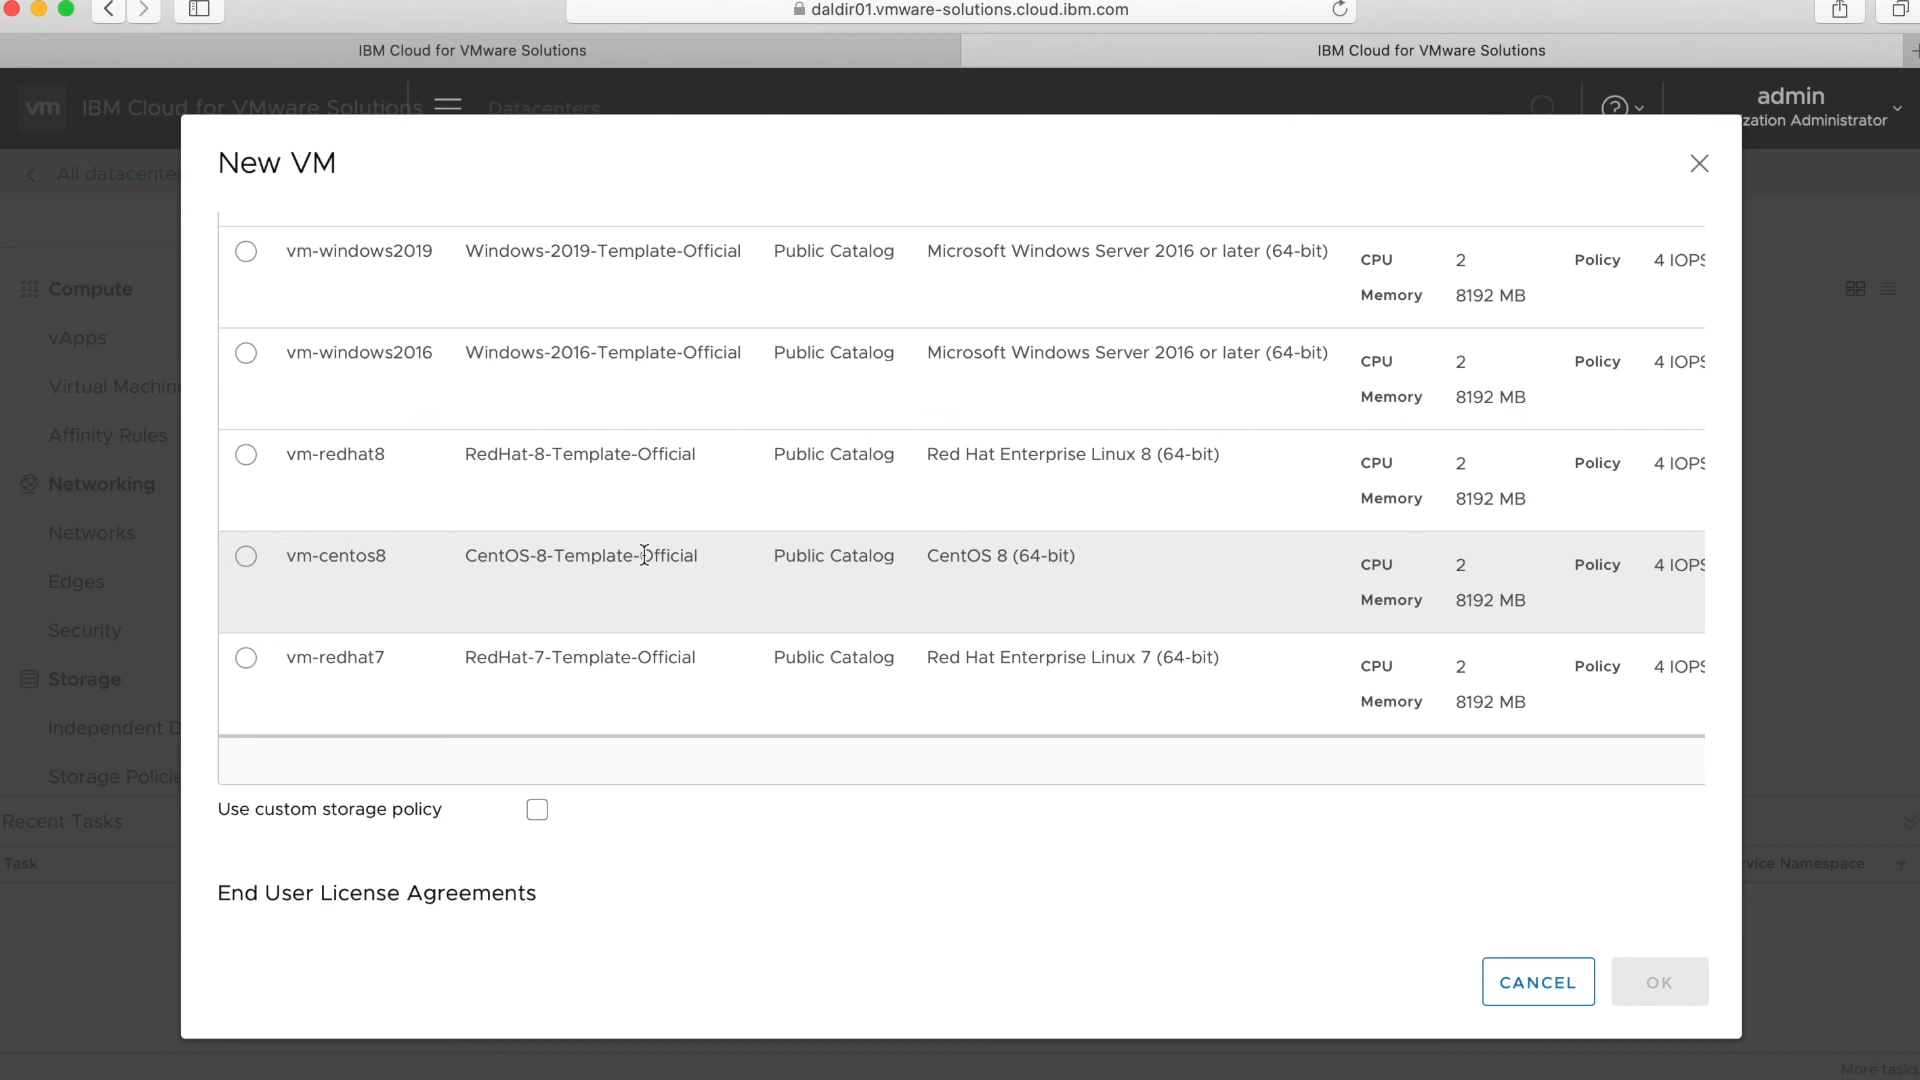 daldir01.vmware-solutions.cloud.ibm.com
IBM Cloud for VMware Solutions
IBM Cloud for VMware Solutions
vm IBM Cloud for VMware Solutions
Datacenters
admin
zation Administrator
All datacenter
New VM
Compute
vApps
Virtual Machin
Affinity Rules
Networking
Networks
Edges
Security
Storage
Independent D
Storage Policie
vm-windows2019 Windows-2019-Template-Official Public Catalog Microsoft Windows Server 2016 or later (64-bit) CPU 2 Policy 4 IOPS
Memory 8192 MB
vm-windows2016 Windows-2016-Template-Official Public Catalog Microsoft Windows Server 2016 or later (64-bit) CPU 2 Policy 4 IOPS
Memory 8192 MB
vm-redhat8 RedHat-8-Template-Official Public Catalog Red Hat Enterprise Linux 8 (64-bit) CPU 2 Policy 4 IOPS
Memory 8192 MB
vm-centos8 CentOS-8-Template-Official Public Catalog CentOS 8 (64-bit) CPU 2 Policy 4 IOPS
Memory 8192 MB
vm-redhat7 RedHat-7-Template-Official Public Catalog Red Hat Enterprise Linux 7 (64-bit) CPU 2 Policy 4 IOPS
Memory 8192 MB
Use custom storage policy
End User License Agreements
CANCEL OK
Recent Tasks
Task
rvice Namespace
More tasks